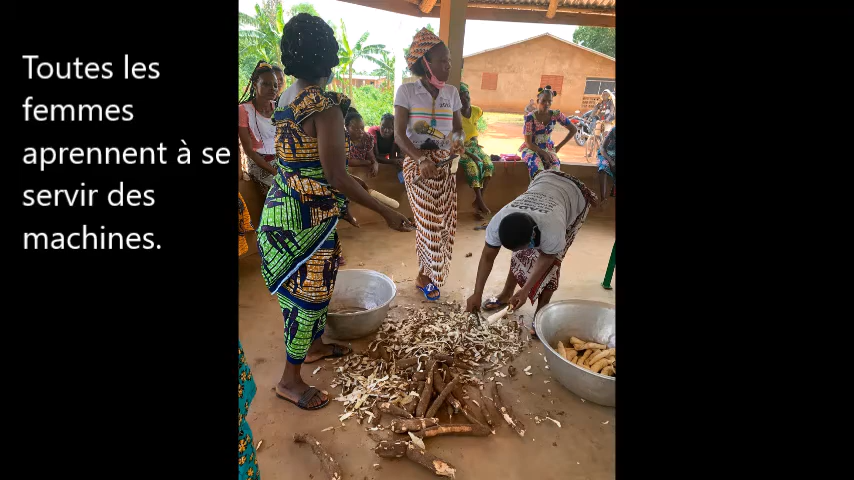 Toutes les
femmes
aprennent à se
servir des
machines.